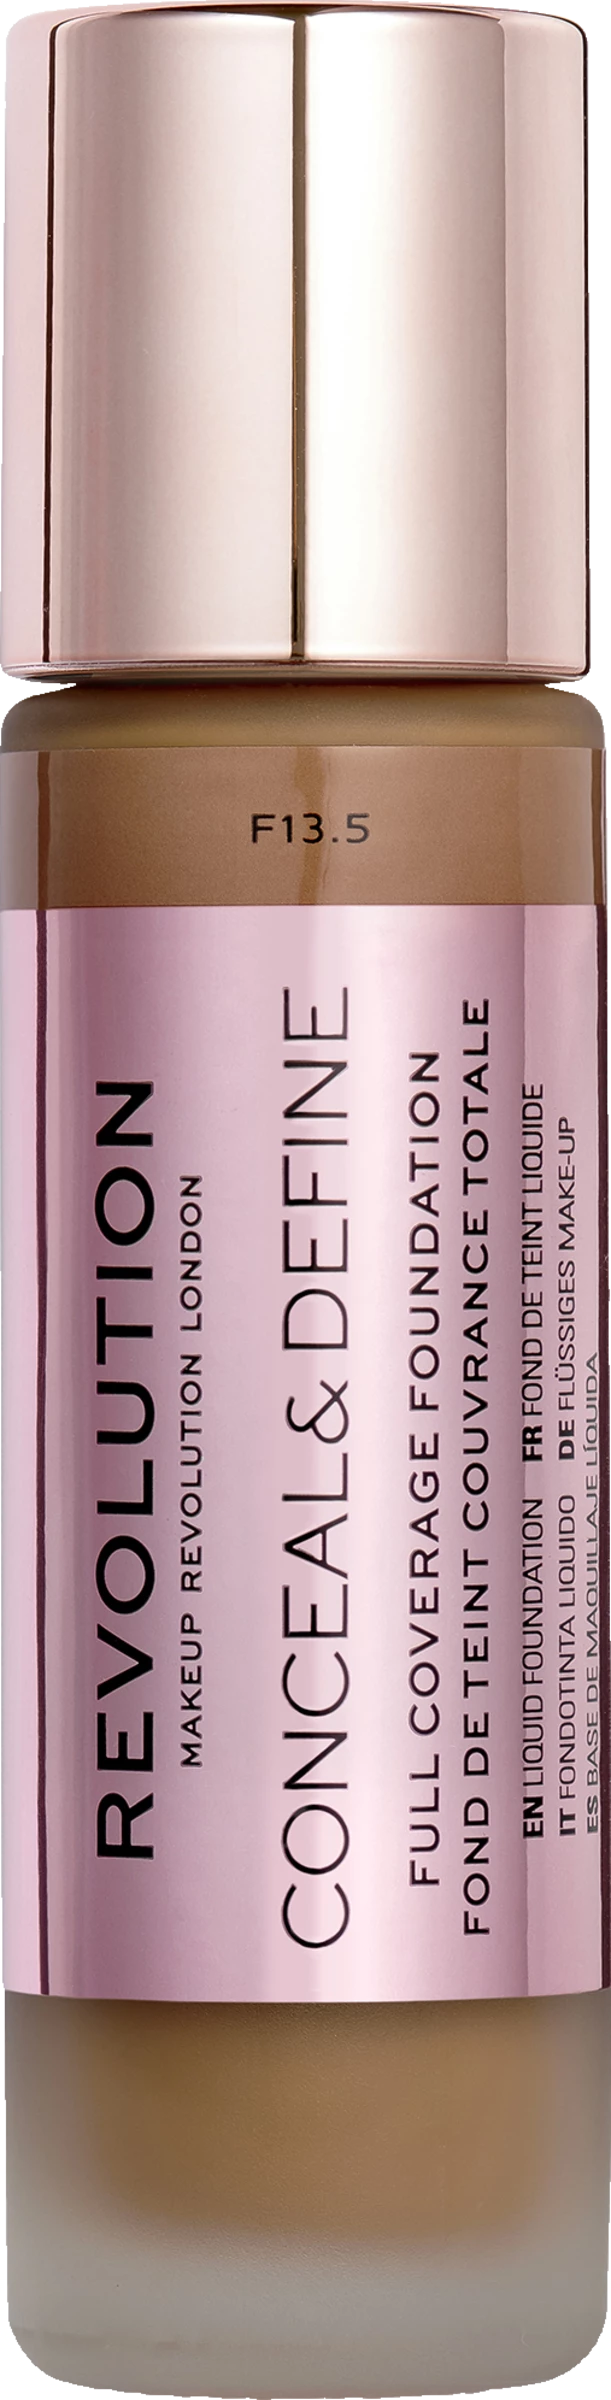 F13.5
REVOLUTION
MAKEUP REVOLUTION LONDON
CONCEAL & DEFINE
FULL COVERAGE FOUNDATION
FOND DE TEINT COUVRANCE TOTALE
EN LIQUID FOUNDATION FR FOND DE TEINT LIQUIDE
IT FONDOTINTA LIQUIDO DE FLÜSSIGES MAKE-UP
ES BASE DE MAQUILLAJE LÍQUIDA